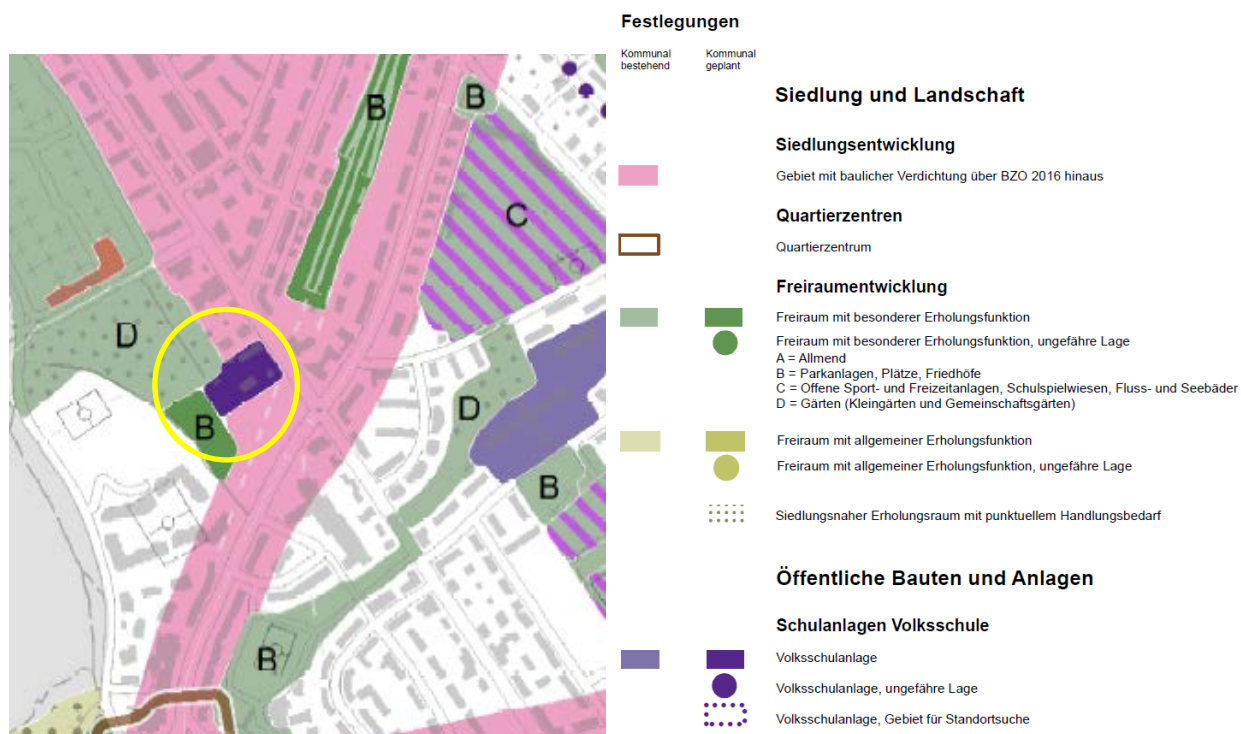 B
B
C
D
B
D
B
B
Festlegungen
Kommunal bestehend
Kommunal geplant
Siedlung und Landschaft
Siedlungsentwicklung
Gebiet mit baulicher Verdichtung über BZO 2016 hinaus
Quartierzentren
Quartierzentrum
Freiraumentwicklung
Freiraum mit besonderer Erholungsfunktion
Freiraum mit besonderer Erholungsfunktion, ungefähre Lage
A = Allmend
B = Parkanlagen, Plätze, Friedhöfe
C = Offene Sport- und Freizeitanlagen, Schulspielwiesen, Fluss- und Seebäder
D = Gärten (Kleingärten und Gemeinschaftsgärten)
Freiraum mit allgemeiner Erholungsfunktion
Freiraum mit allgemeiner Erholungsfunktion, ungefähre Lage
Siedlungsnaher Erholungsraum mit punktuellem Handlungsbedarf
Öffentliche Bauten und Anlagen
Schulanlagen Volksschule
Volksschulanlage
Volksschulanlage, ungefähre Lage
Volksschulanlage, Gebiet für Standortsuche